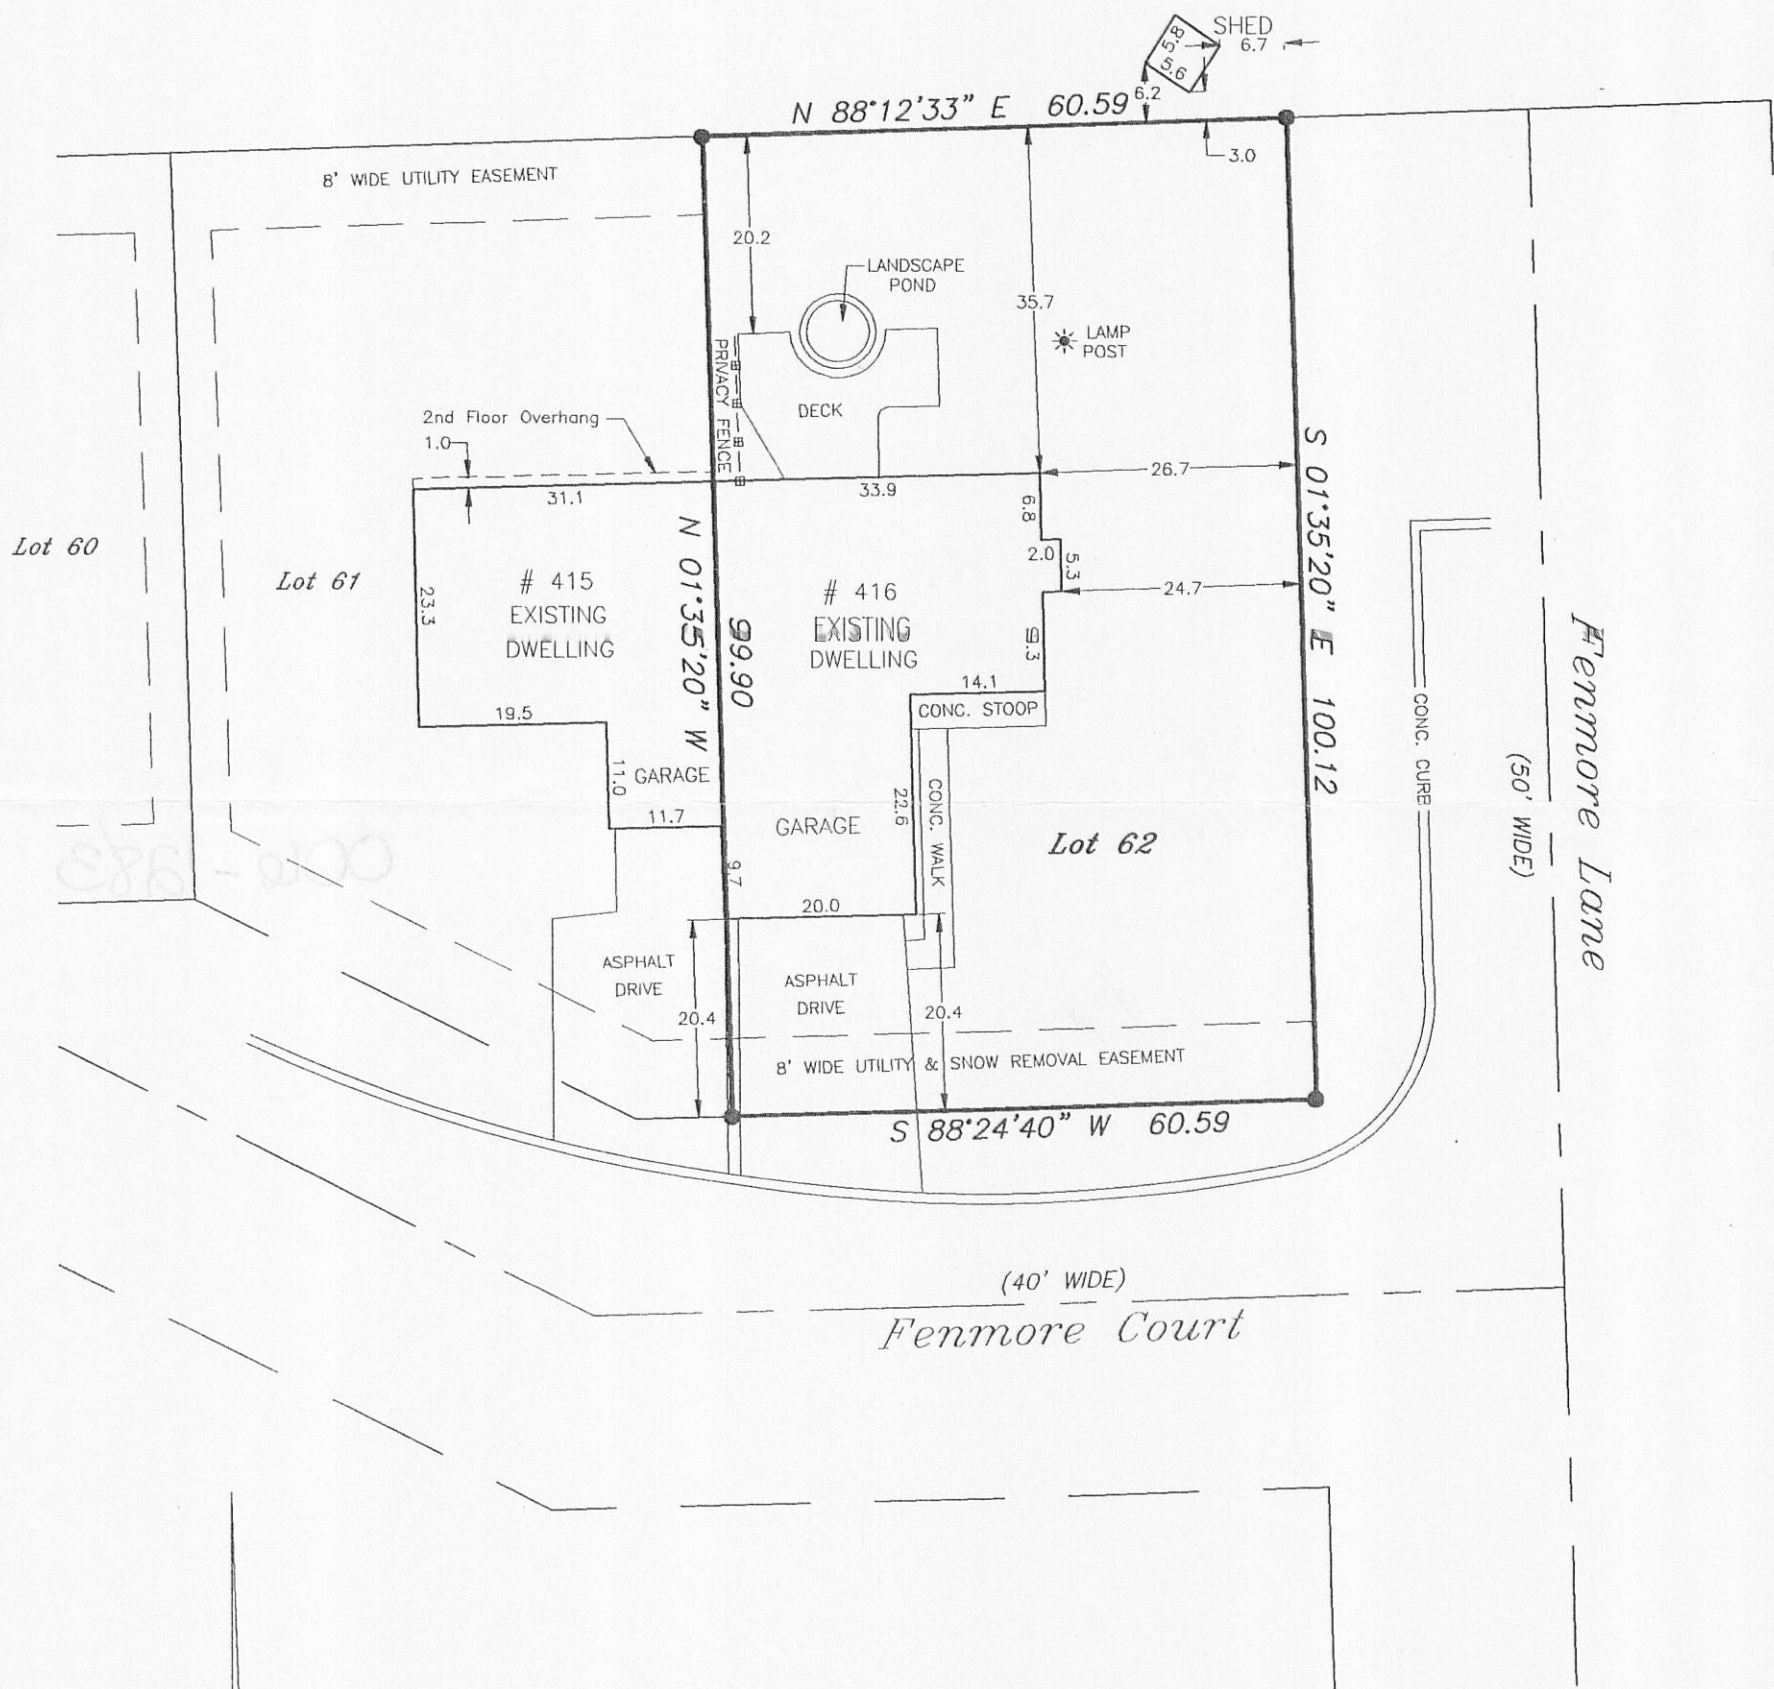 SHED
5.8
6.7
5.6
6.2
N 88°12'33" E 60.59
3.0
8' WIDE UTILITY EASEMENT
20.2
LANDSCAPE
POND
35.7
LAMP
POST
PRIVACY FENCE
DECK
2nd Floor Overhang
1.0
31.1
33.9
26.7
S 01°35'20" E 100.12
6.8
2.0
5.3
24.7
Lot 60
Lot 61
23.3
# 415
EXISTING
DWELLING
N 01°35'20" W
99.90
# 416
EXISTING
DWELLING
9.3
14.1
CONC. STOOP
19.5
11.0
GARAGE
11.7
9.7
GARAGE
22.6
CONC. WALK
Lot 62
CONC. CURB
(50' WIDE)
Fenmore Lane
20.0
ASPHALT
DRIVE
ASPHALT
DRIVE
20.4
20.4
8' WIDE UTILITY & SNOW REMOVAL EASEMENT
S 88°24'40" W 60.59
(40' WIDE)
Fenmore Court